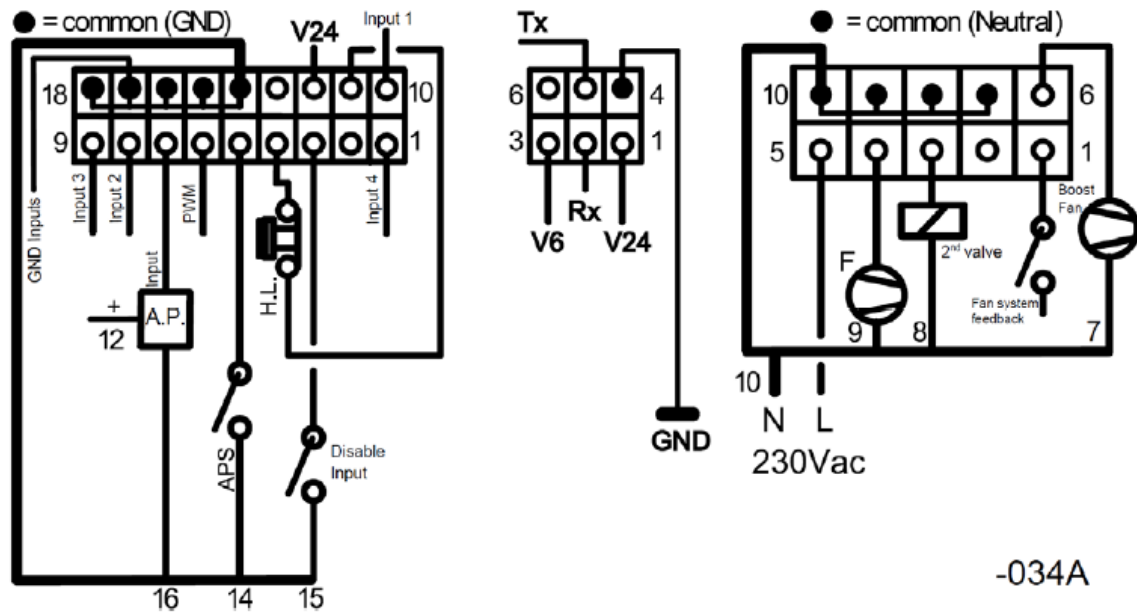 = common (GND)
V24
Input 1
18
10
9
1
GND Inputs
Input 3
Input 2
Input
PWM
H.L.
Input 4
+
12
A.P.
APS
Disable
Input
16
14
15
Tx
6
4
3
1
V6
Rx
V24
GND
= common (Neutral)
10
6
5
1
Boost
Fan
F
2nd valve
Fan system
feedback
9
8
7
10
N
L
230Vac
-034A